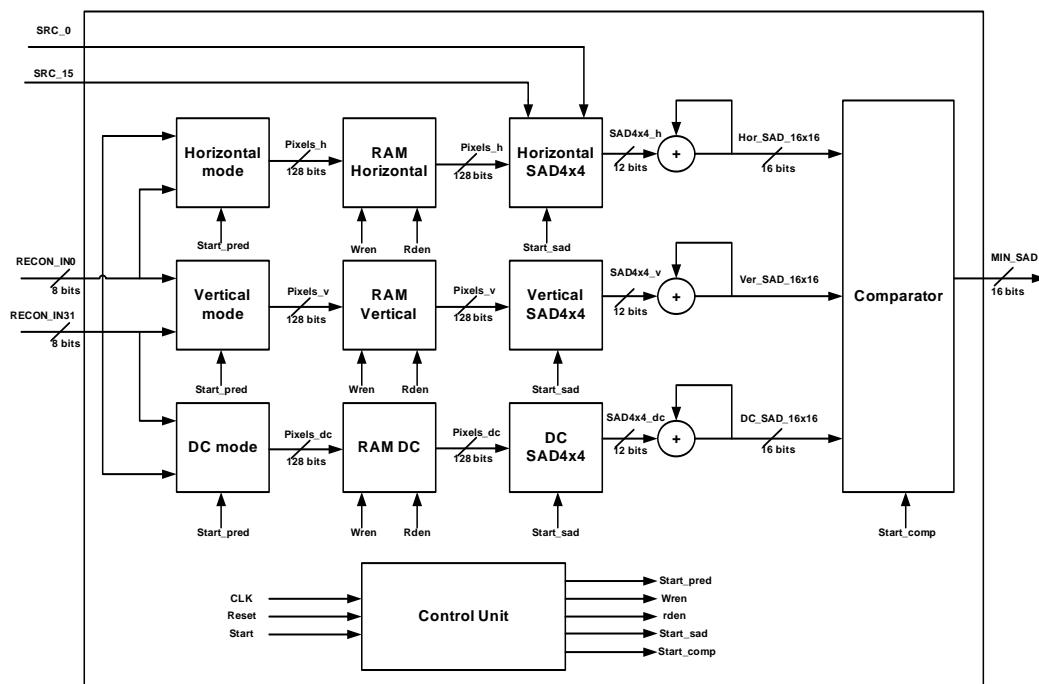 SRC_0
SRC_15
Horizontal
mode
Pixels_h
128 bits
RAM
Horizontal
Pixels_h
128 bits
Horizontal
SAD4x4
SAD4x4_h
12 bits
+
Hor_SAD_16x16
16 bits
Start_pred
Wren
Rden
Start_sad
RECON_IN0
8 bits
RECON_IN31
8 bits
Vertical
mode
Pixels_v
128 bits
RAM
Vertical
Pixels_v
128 bits
Vertical
SAD4x4
SAD4x4_v
12 bits
+
Ver_SAD_16x16
16 bits
Comparator
MIN_SAD
16 bits
Start_pred
Wren
Rden
Start_sad
DC mode
Pixels_dc
128 bits
RAM DC
Pixels_dc
128 bits
DC
SAD4x4
SAD4x4_dc
12 bits
+
DC_SAD_16x16
16 bits
Start_pred
Wren
Rden
Start_sad
Start_comp
CLK
Reset
Start
Control Unit
Start_pred
Wren
rden
Start_sad
Start_comp